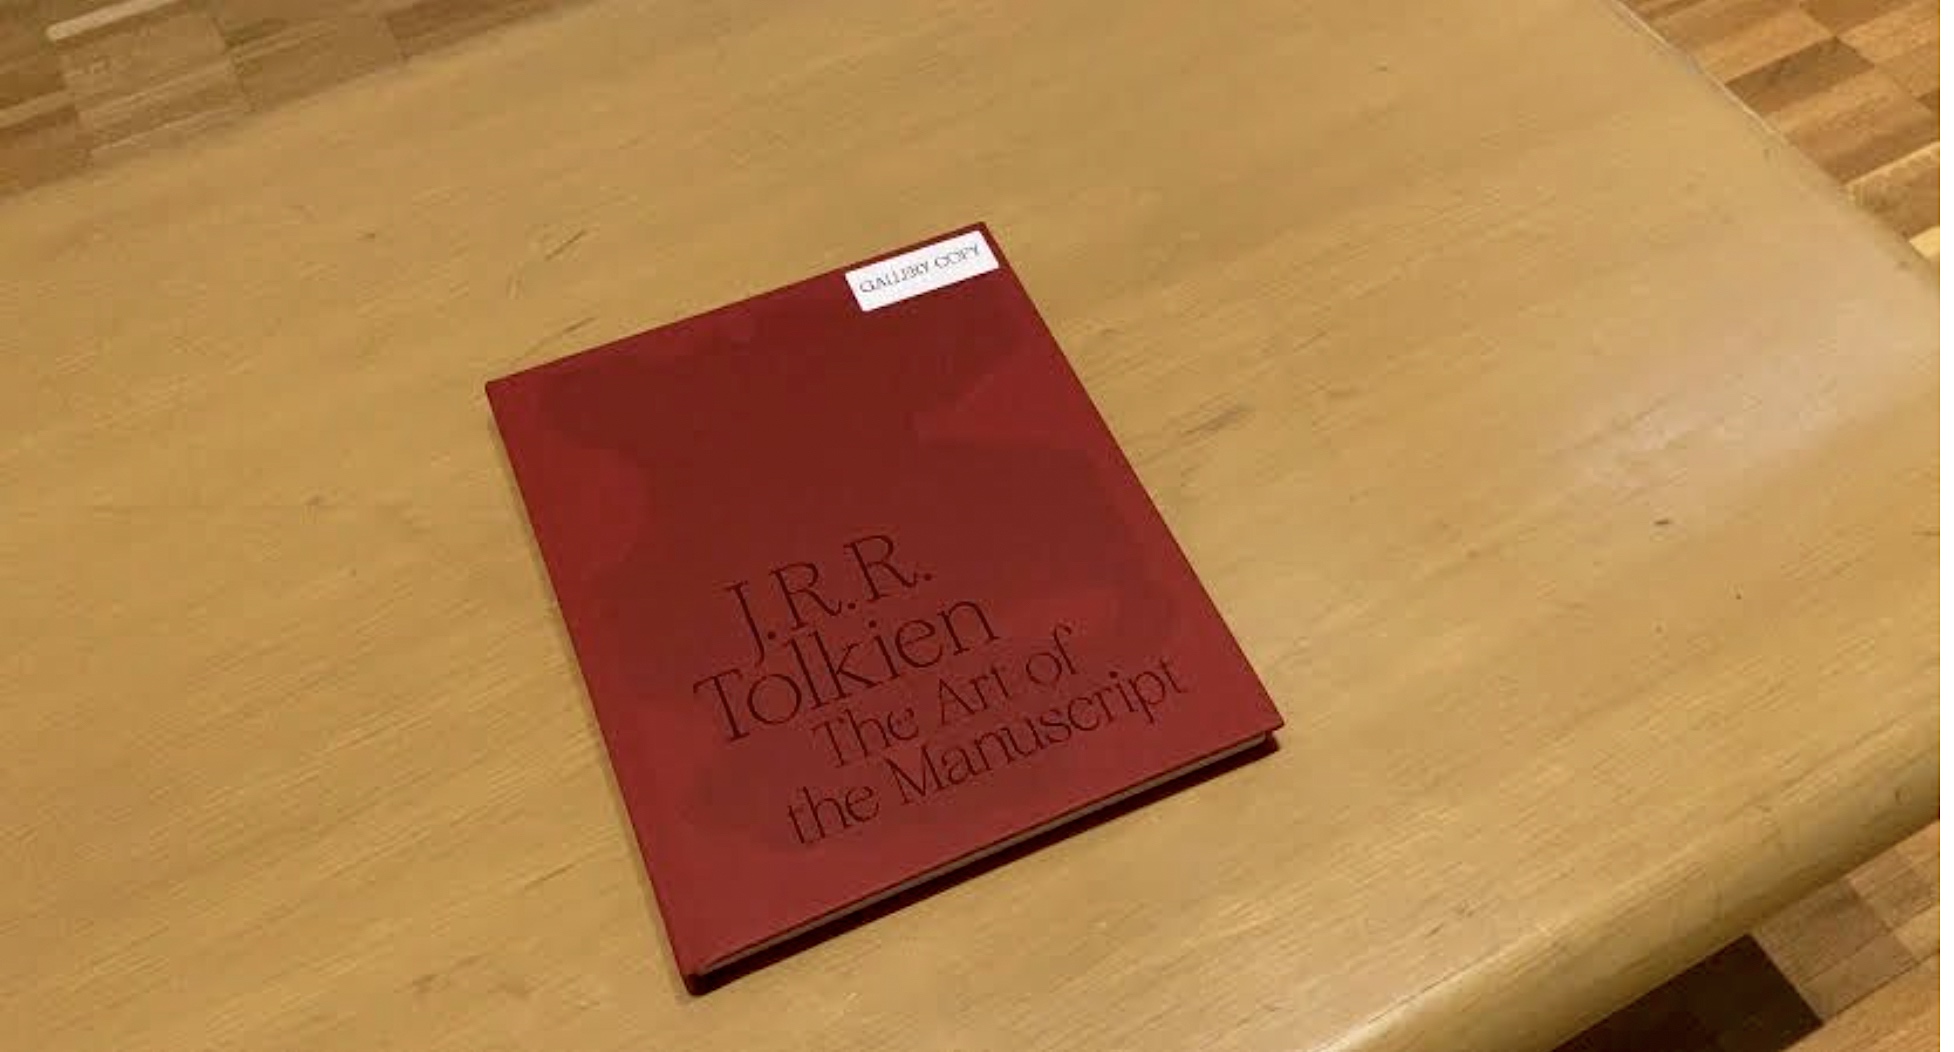 GALLERY COPY
J.R.R.
Tolkien
The Art of
the Manuscript